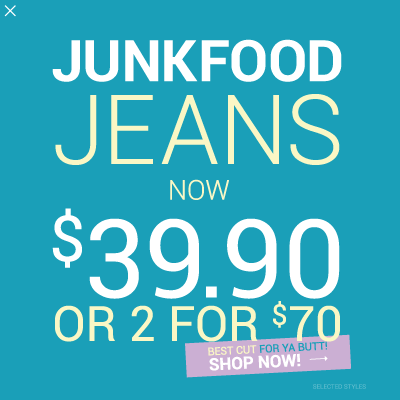 JUNKFOOD
JEANS
NOW
$39.90
OR 2 FOR $70
BEST CUT FOR YA BUTT!
SHOP NOW!
SELECTED STYLES